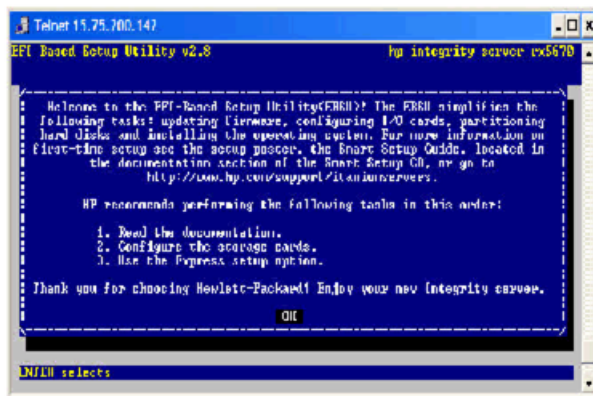 Telnet 15.75.200.142
EFI Based Setup Utility v2.8 hp integrity server rx5670
Welcome to the EFI-Based Setup Utility(EBSU)! The EBSU simplifies the
following tasks: updating firmware, configuring I/O cards, partitioning
hard disks and installing the operating system. For more information on
first-time setup see the setup poster, the Smart Setup Guide, located in
the documentation section of the Smart Setup CD, or go to
http://www.hp.com/support/itaniumservers.
HP recommends performing the following tasks in this order:
1. Read the documentation.
2. Configure the storage cards.
3. Use the Express setup option.
Thank you for choosing Hewlett-Packard! Enjoy your new Integrity server.
OK
ENTER selects